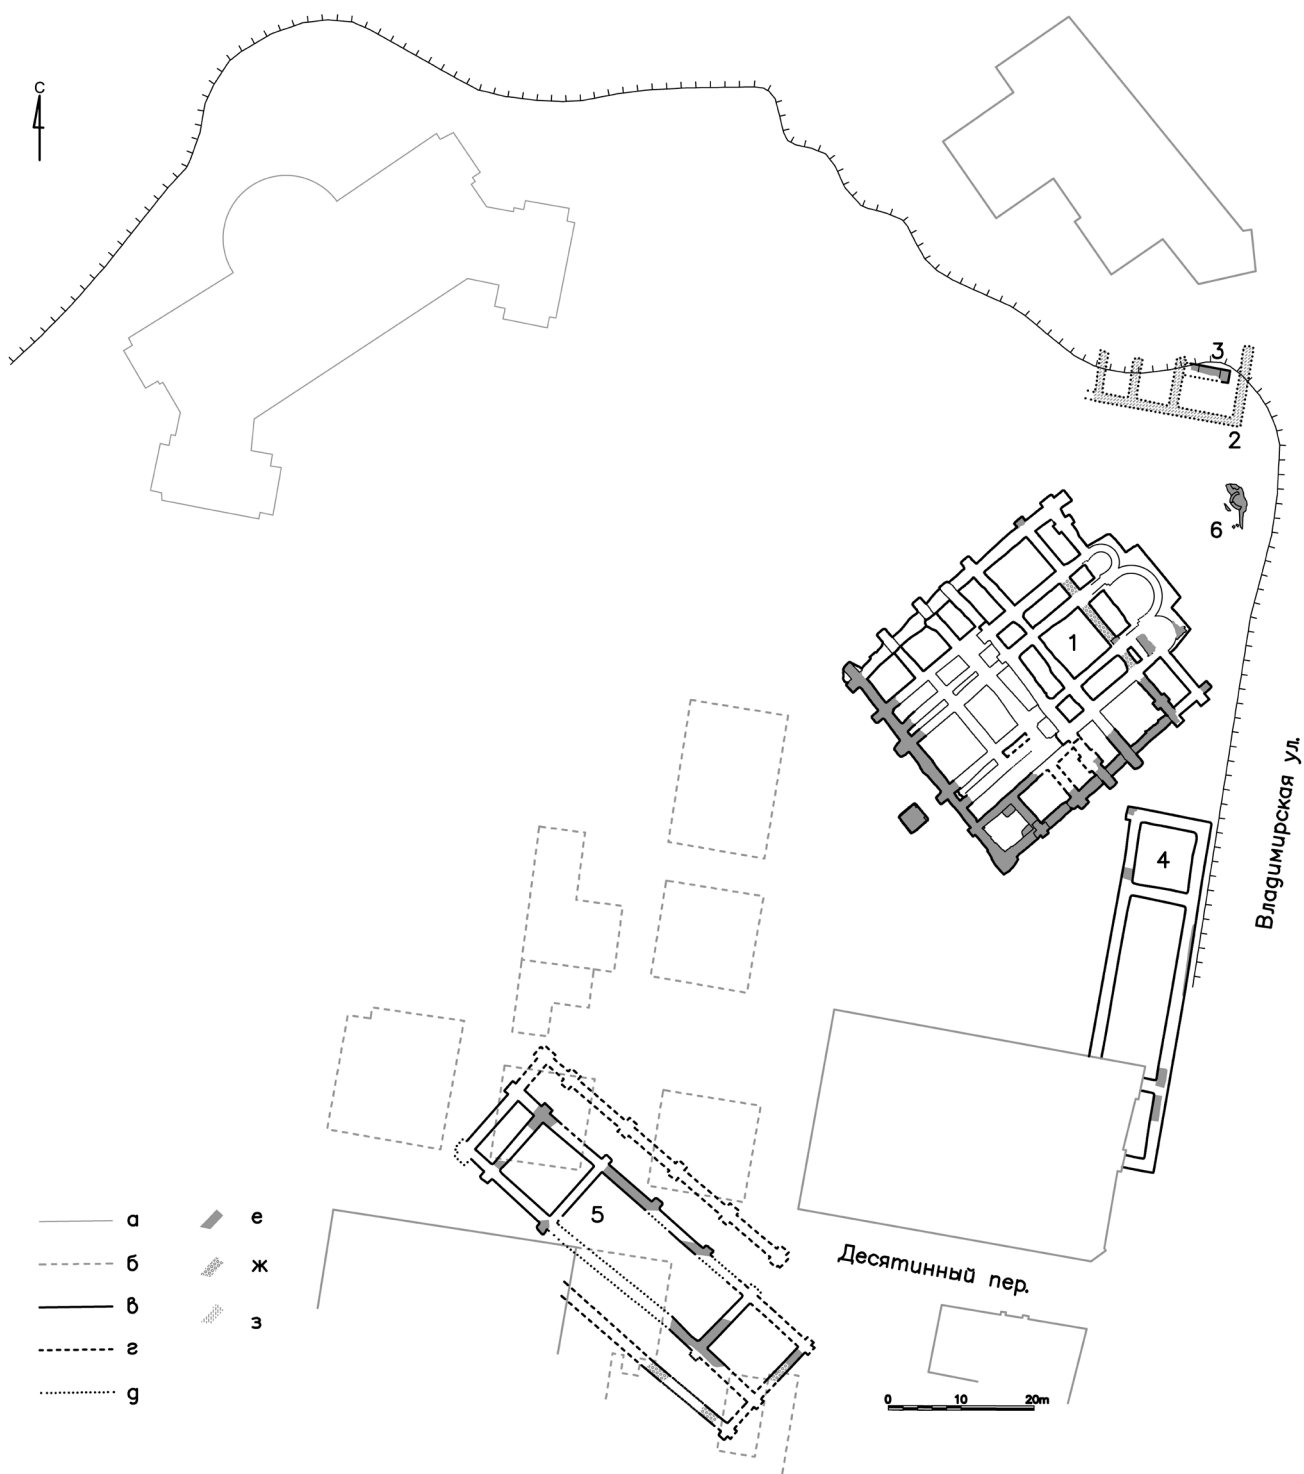 С
3
2
6
1
4
Владимирская ул.
5
Десятинный пер.
а
б
в
г
д
е
ж
з
0 10 20m